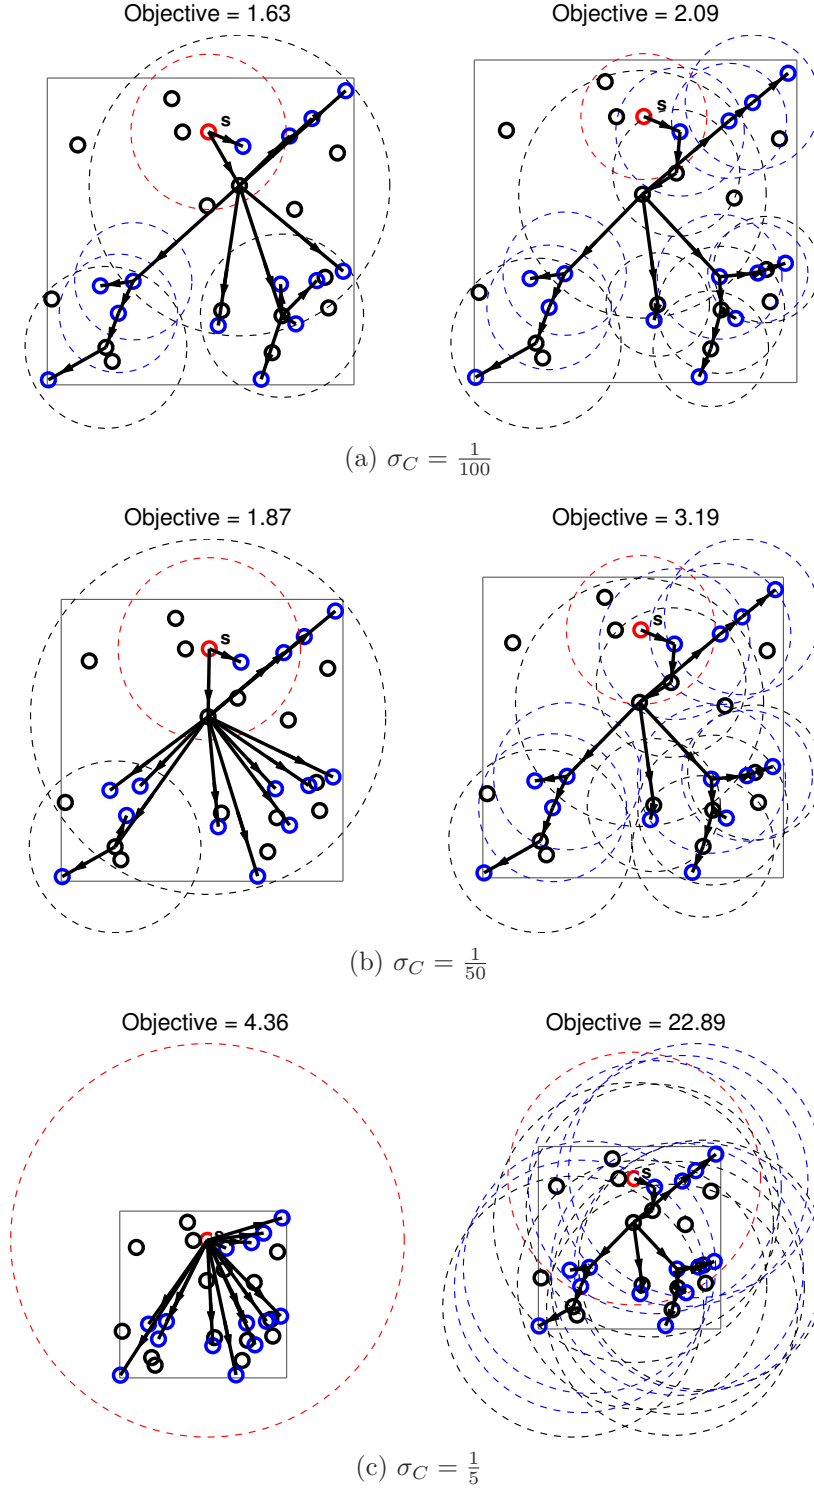 Objective = 1.63 Objective = 2.09
s s
(a) σ_C = 1/100
Objective = 1.87 Objective = 3.19
s s
(b) σ_C = 1/50
Objective = 4.36 Objective = 22.89
s s
(c) σ_C = 1/5